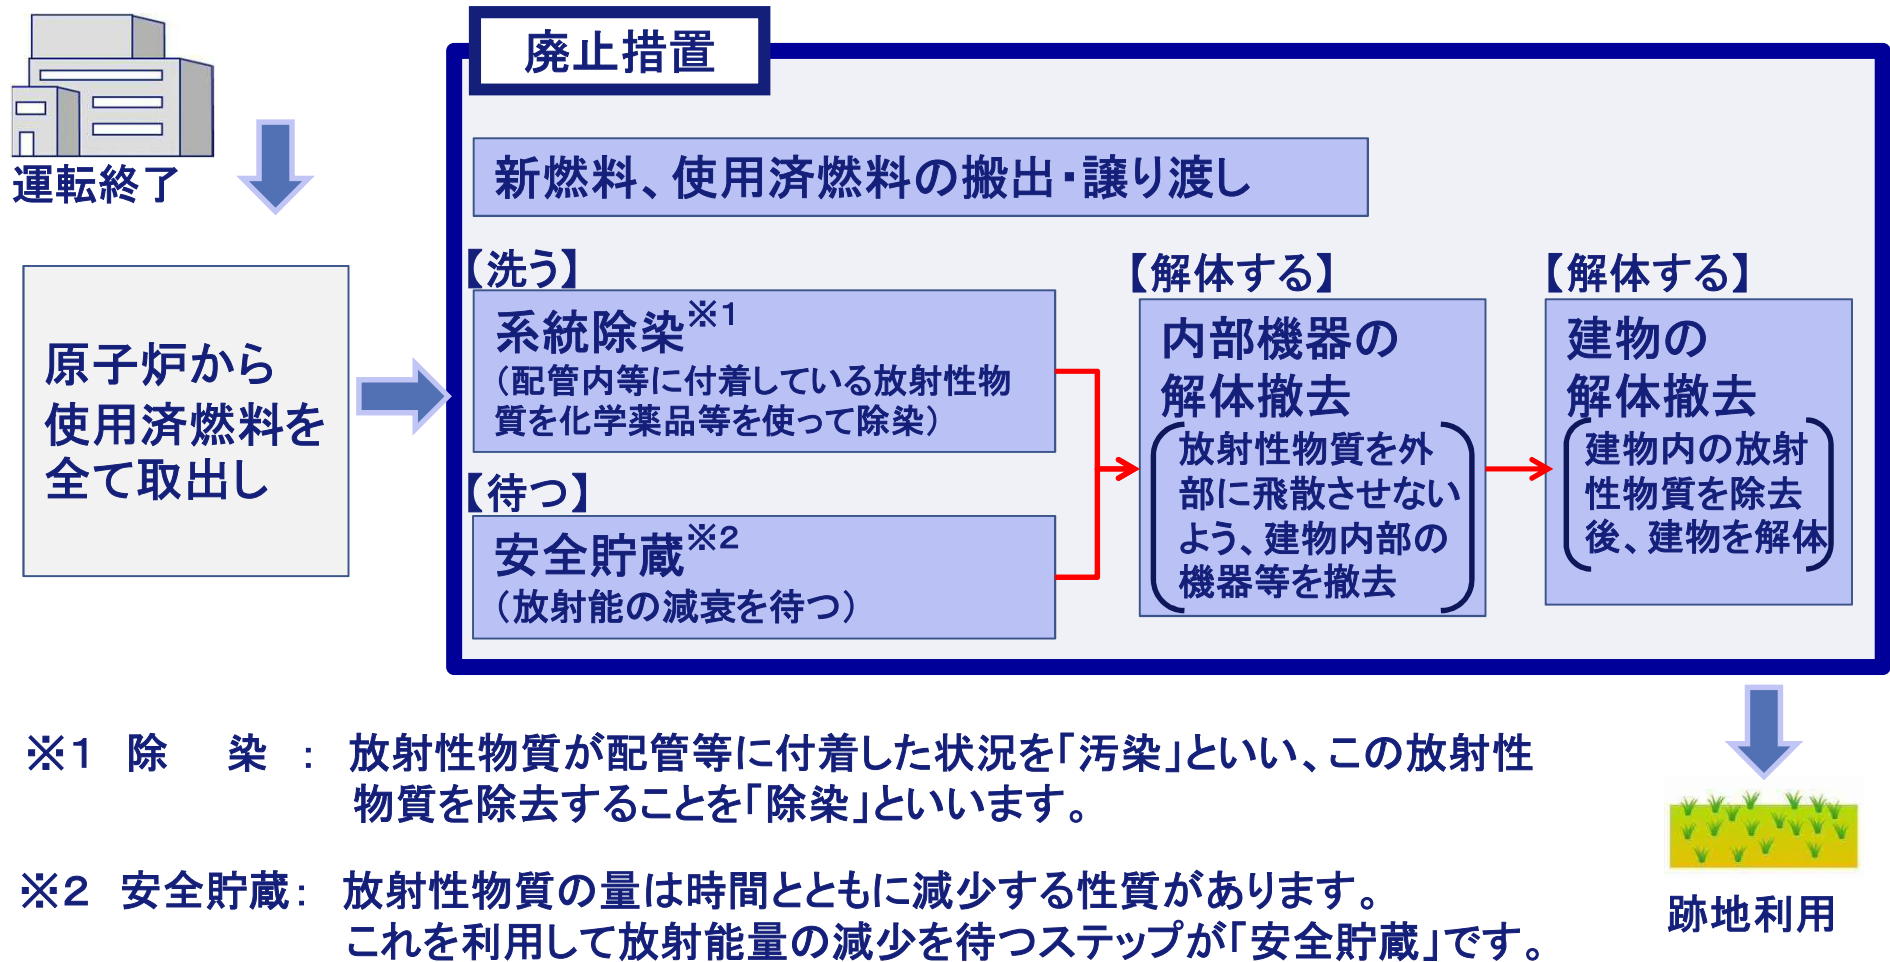 廃止措置
運転終了
新燃料、使用済燃料の搬出・譲り渡し
原子炉から
使用済燃料を
全て取出し
【洗う】
系統除染※1
（配管内等に付着している放射性物
質を化学薬品等を使って除染）
【待つ】
安全貯蔵※2
（放射能の減衰を待つ）
【解体する】
内部機器の
解体撤去
放射性物質を外
部に飛散させない
よう、建物内部の
機器等を撤去
【解体する】
建物の
解体撤去
建物内の放射
性物質を除去
後、建物を解体
※1 除 染 ： 放射性物質が配管等に付着した状況を「汚染」といい、この放射性
物質を除去することを「除染」といいます。
※2 安全貯蔵： 放射性物質の量は時間とともに減少する性質があります。
これを利用して放射能量の減少を待つステップが「安全貯蔵」です。
跡地利用